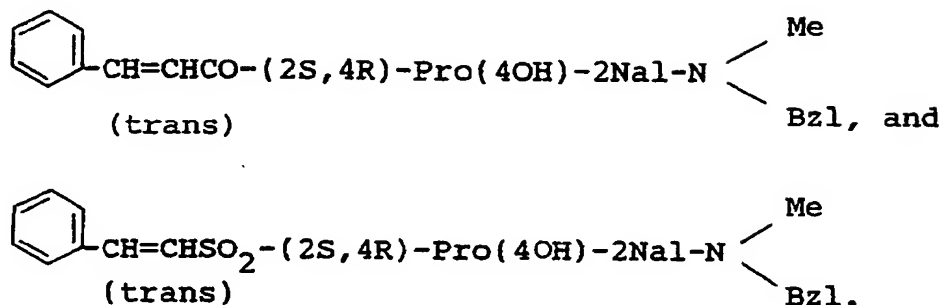 Me
CH=CHCO-(2S,4R)-Pro(4OH)-2Nal-N
(trans)
Bzl, and
Me
CH=CHSO2-(2S,4R)-Pro(4OH)-2Nal-N
(trans)
Bzl.